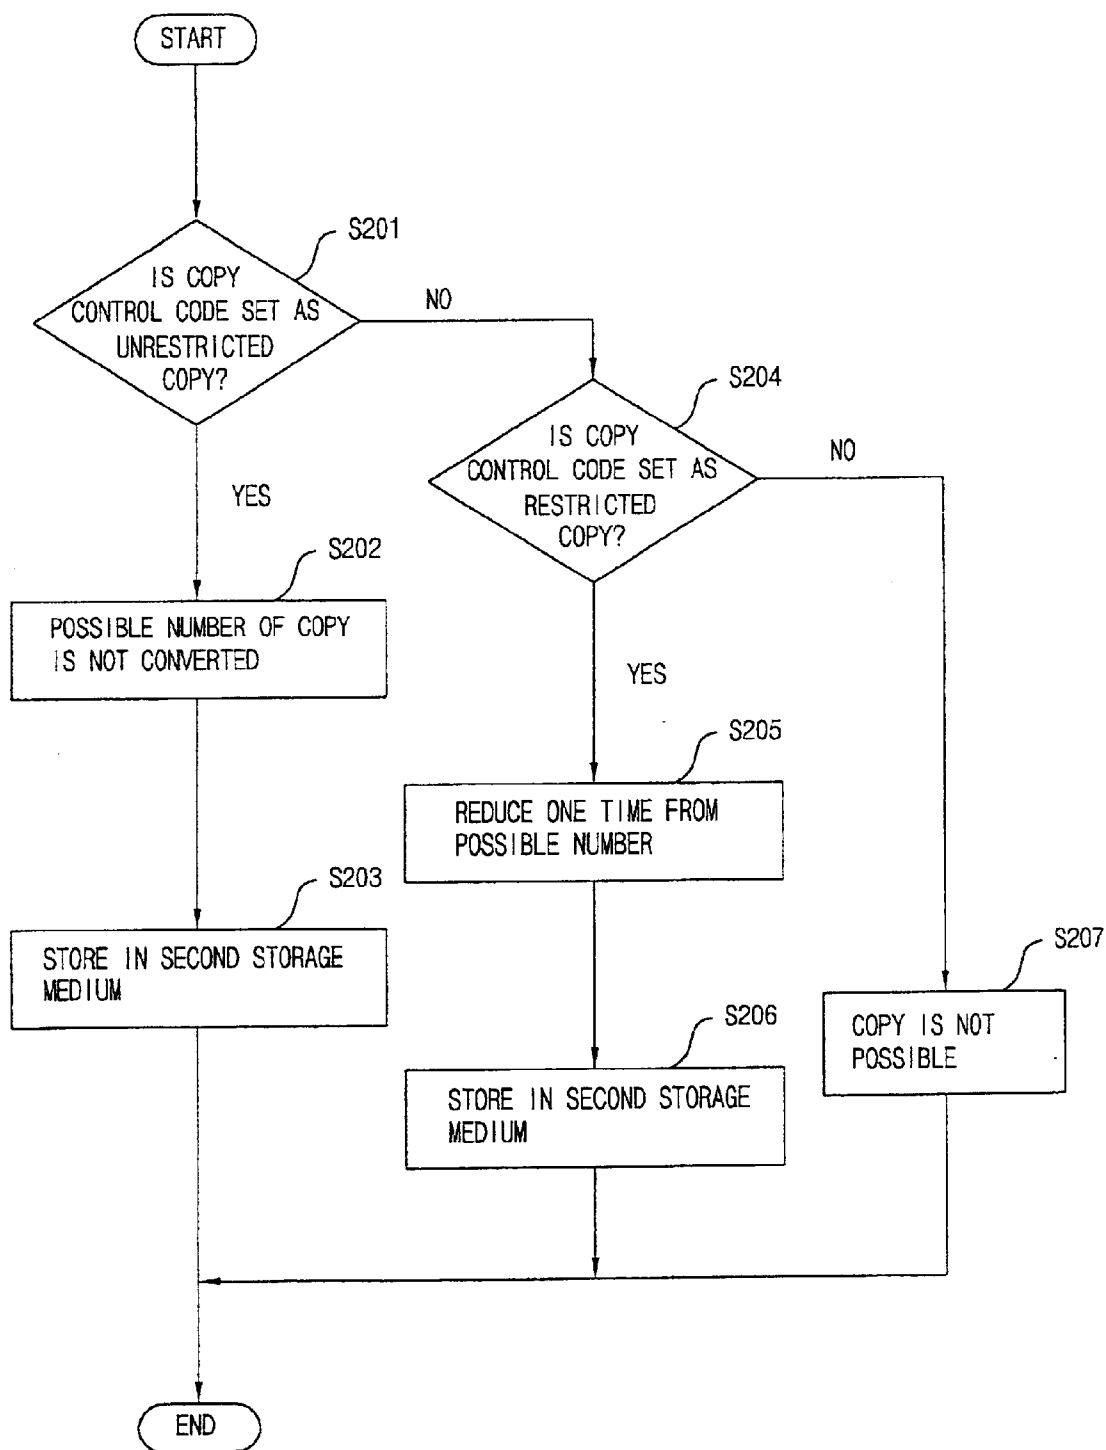 START
S201
IS COPY
CONTROL CODE SET AS
UNRESTRICTED
COPY?
NO
YES
S204
IS COPY
CONTROL CODE SET AS
RESTRICTED
COPY?
NO
YES
S202
POSSIBLE NUMBER OF COPY
IS NOT CONVERTED
S205
REDUCE ONE TIME FROM
POSSIBLE NUMBER
S203
STORE IN SECOND STORAGE
MEDIUM
S206
STORE IN SECOND STORAGE
MEDIUM
S207
COPY IS NOT
POSSIBLE
END